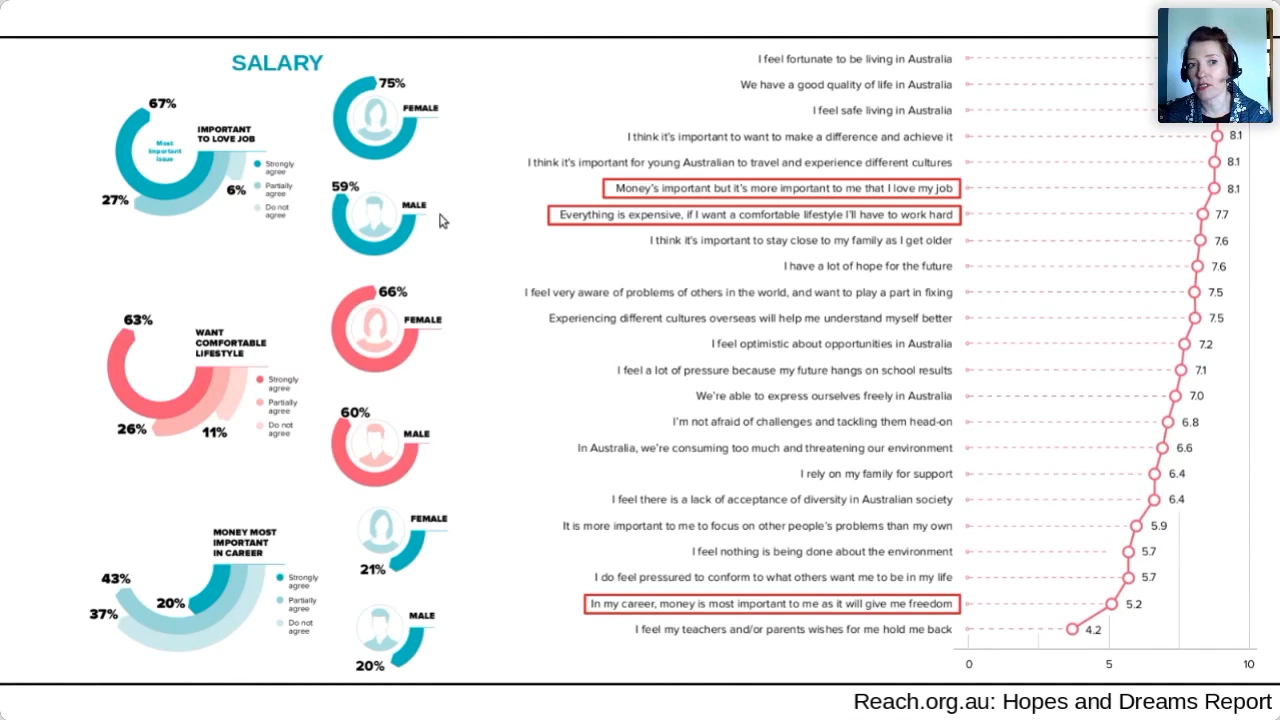 SALARY
67%
Most
important
issue
IMPORTANT
TO LOVE JOB
Strongly
agree
Partially
agree
Do not
agree
6%
27%
75%
FEMALE
59%
MALE
63%
WANT
COMFORTABLE
LIFESTYLE
Strongly
agree
Partially
agree
Do not
agree
26%
11%
66%
FEMALE
60%
MALE
MONEY MOST
IMPORTANT
IN CAREER
43%
20%
37%
Strongly
agree
Partially
agree
Do not
agree
FEMALE
21%
MALE
20%
I feel fortunate to be living in Australia
We have a good quality of life in Australia
I feel safe living in Australia
I think it's important to want to make a difference and achieve it 8.1
I think it's important for young Australian to travel and experience different cultures 8.1
Money's important but it's more important to me that I love my job 8.1
Everything is expensive, if I want a comfortable lifestyle I'll have to work hard 7.7
I think it's important to stay close to my family as I get older 7.6
I have a lot of hope for the future 7.6
I feel very aware of problems of others in the world, and want to play a part in fixing 7.5
Experiencing different cultures overseas will help me understand myself better 7.5
I feel optimistic about opportunities in Australia 7.2
I feel a lot of pressure because my future hangs on school results 7.1
We're able to express ourselves freely in Australia 7.0
I'm not afraid of challenges and tackling them head-on 6.8
In Australia, we're consuming too much and threatening our environment 6.6
I rely on my family for support 6.4
I feel there is a lack of acceptance of diversity in Australian society 6.4
It is more important to me to focus on other people's problems than my own 5.9
I feel nothing is being done about the environment 5.7
I do feel pressured to conform to what others want me to be in my life 5.7
In my career, money is most important to me as it will give me freedom 5.2
I feel my teachers and/or parents wishes for me hold me back 4.2
0 5 10
Reach.org.au: Hopes and Dreams Report